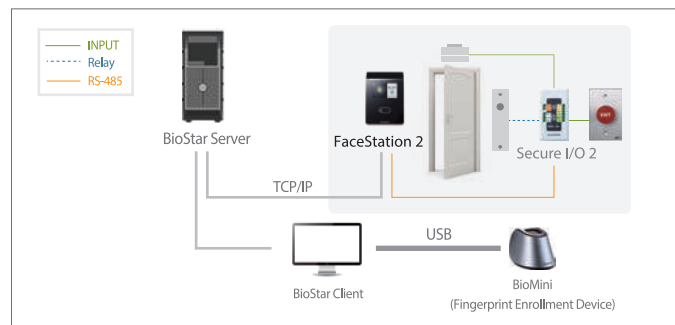 INPUT
Relay
RS-485
BioStar Server
FaceStation 2
EXIT
Secure I/O 2
TCP/IP
USB
BioStar Client
BioMini
(Fingerprint Enrollment Device)